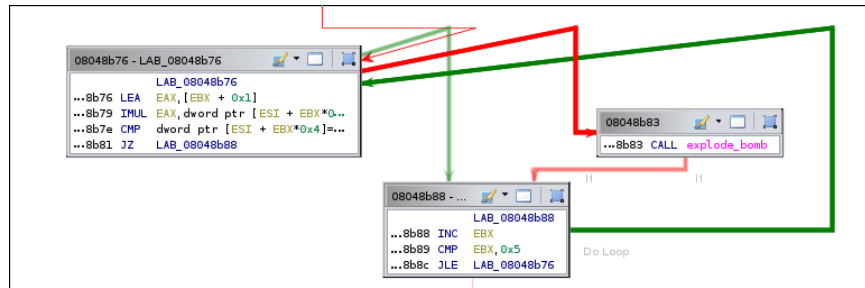 08048b76 - LAB_08048b76
LAB_08048b76
...8b76 LEA EAX,[EBX + 0x1]
...8b79 IMUL EAX,dword ptr [ESI + EBX*0...
...8b7e CMP dword ptr [ESI + EBX*0x4]=...
...8b81 JZ LAB_08048b88
08048b83
...8b83 CALL explode_bomb
If If
08048b88 - ...
LAB_08048b88
...8b88 INC EBX
...8b89 CMP EBX,0x5
...8b8c JLE LAB_08048b76
Do Loop